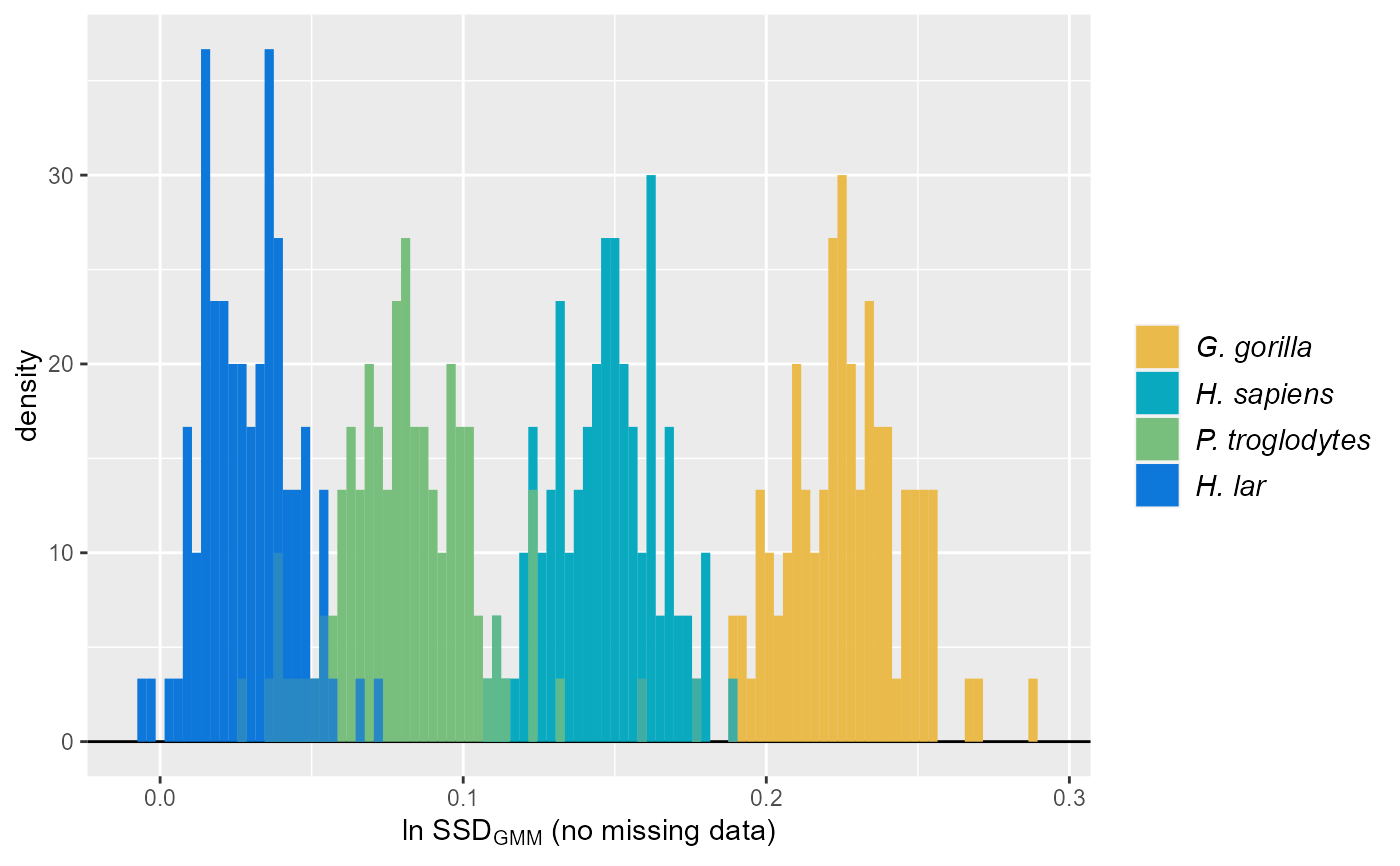 30
20
10
0
density
0.0 0.1 0.2 0.3
ln SSD_GMM (no missing data)
G. gorilla
H. sapiens
P. troglodytes
H. lar